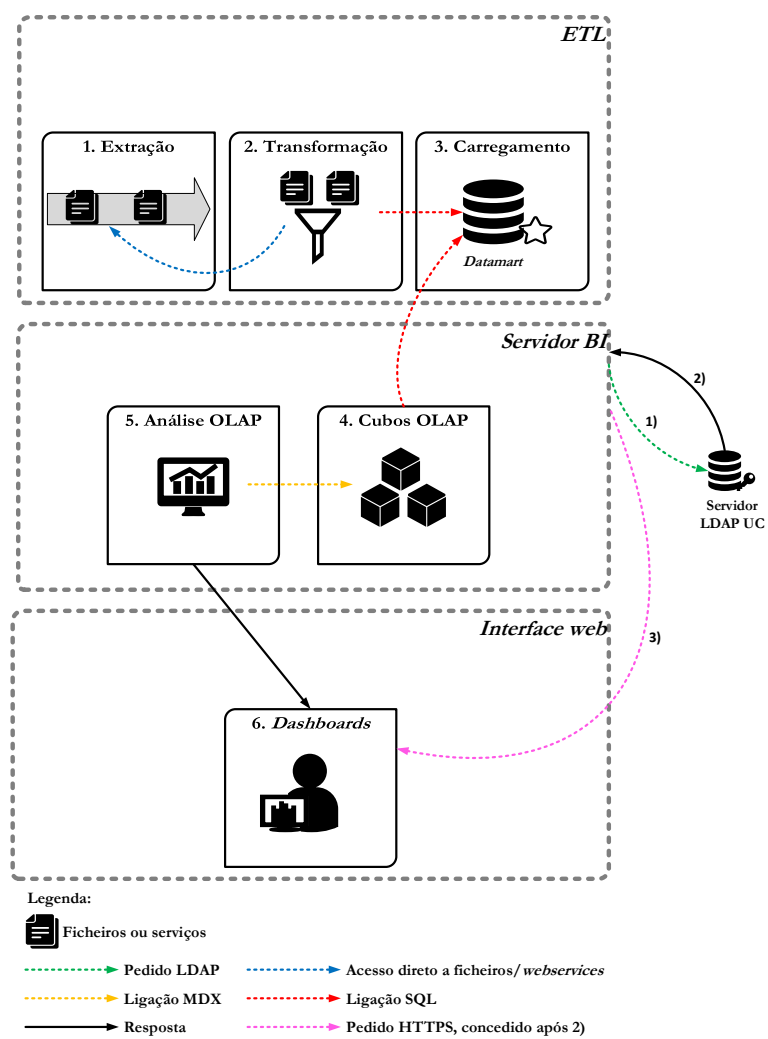 ETL
1. Extração
2. Transformação
3. Carregamento
Datamart
Servidor BI
2)
1)
5. Análise OLAP
4. Cubos OLAP
Servidor
LDAP UC
Interface web
3)
6. Dashboards
Legenda:
Ficheiros ou serviços
Pedido LDAP
Acesso direto a ficheiros/webservices
Ligação MDX
Ligação SQL
Resposta
Pedido HTTPS, concedido após 2)